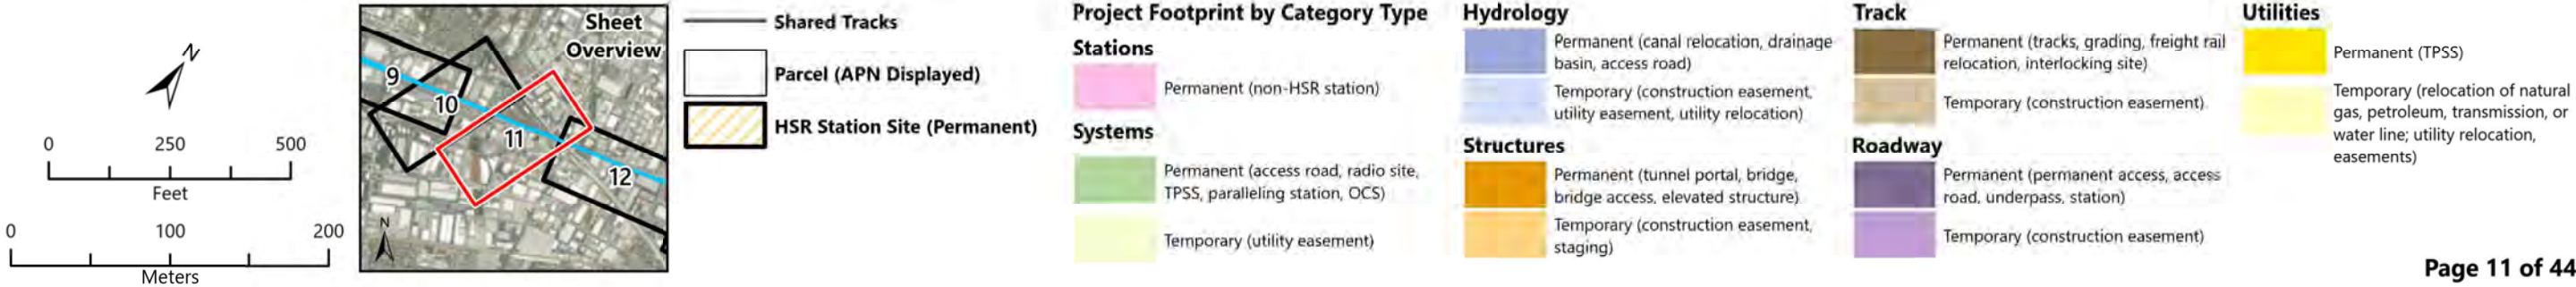 N
0 250 500
Feet
0 100 200
Meters
Sheet
Overview
9
10
11
12
N
Shared Tracks
Parcel (APN Displayed)
HSR Station Site (Permanent)
Project Footprint by Category Type
Stations
Permanent (non-HSR station)
Systems
Permanent (access road, radio site,
TPSS, paralleling station, OCS)
Temporary (utility easement)
Hydrology
Permanent (canal relocation, drainage
basin, access road)
Temporary (construction easement,
utility easement, utility relocation)
Structures
Permanent (tunnel portal, bridge,
bridge access, elevated structure)
Temporary (construction easement,
staging)
Track
Permanent (tracks, grading, freight rail
relocation, interlocking site)
Temporary (construction easement)
Roadway
Permanent (permanent access, access
road, underpass, station)
Temporary (construction easement)
Utilities
Permanent (TPSS)
Temporary (relocation of natural
gas, petroleum, transmission, or
water line; utility relocation,
easements)
Page 11 of 44